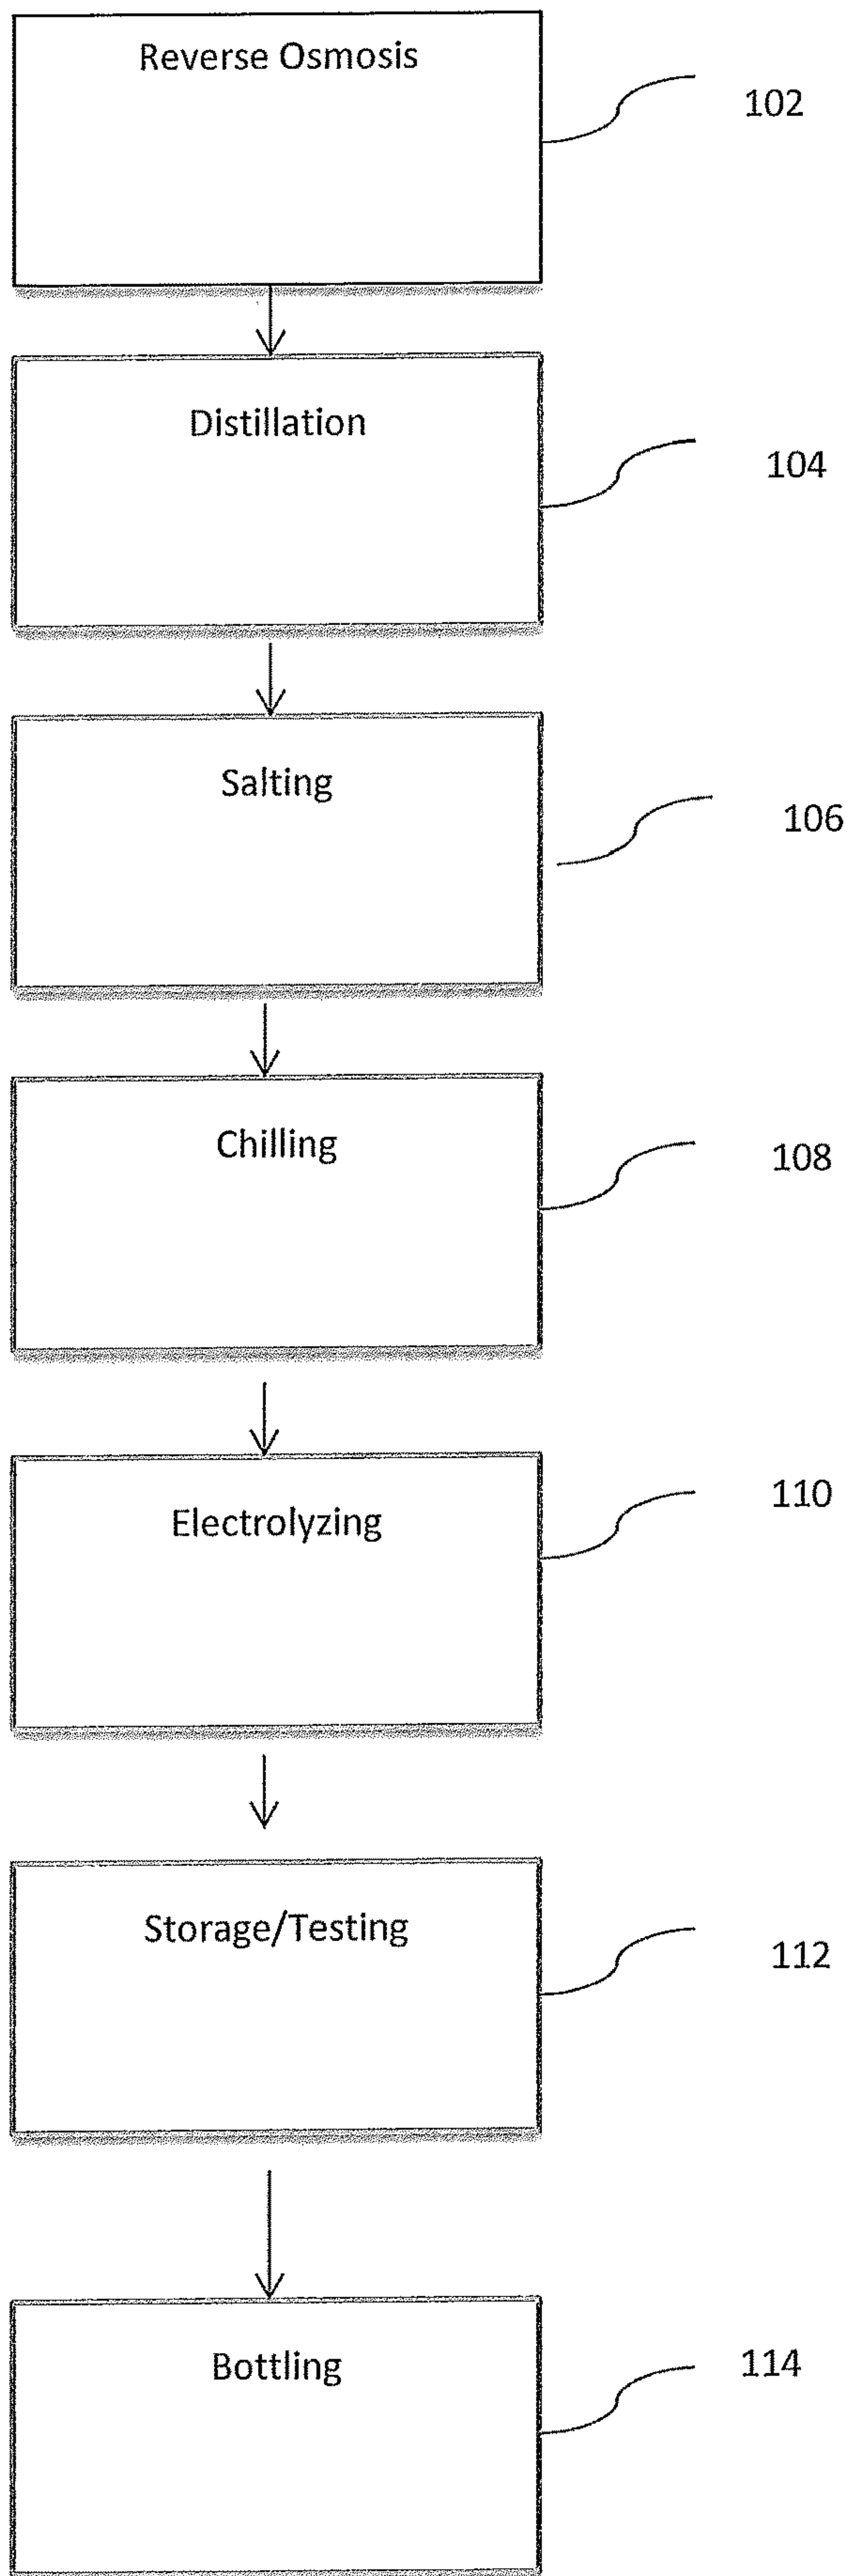 Reverse Osmosis
102
Distillation
104
Salting
106
Chilling
108
Electrolyzing
110
Storage/Testing
112
Bottling
114